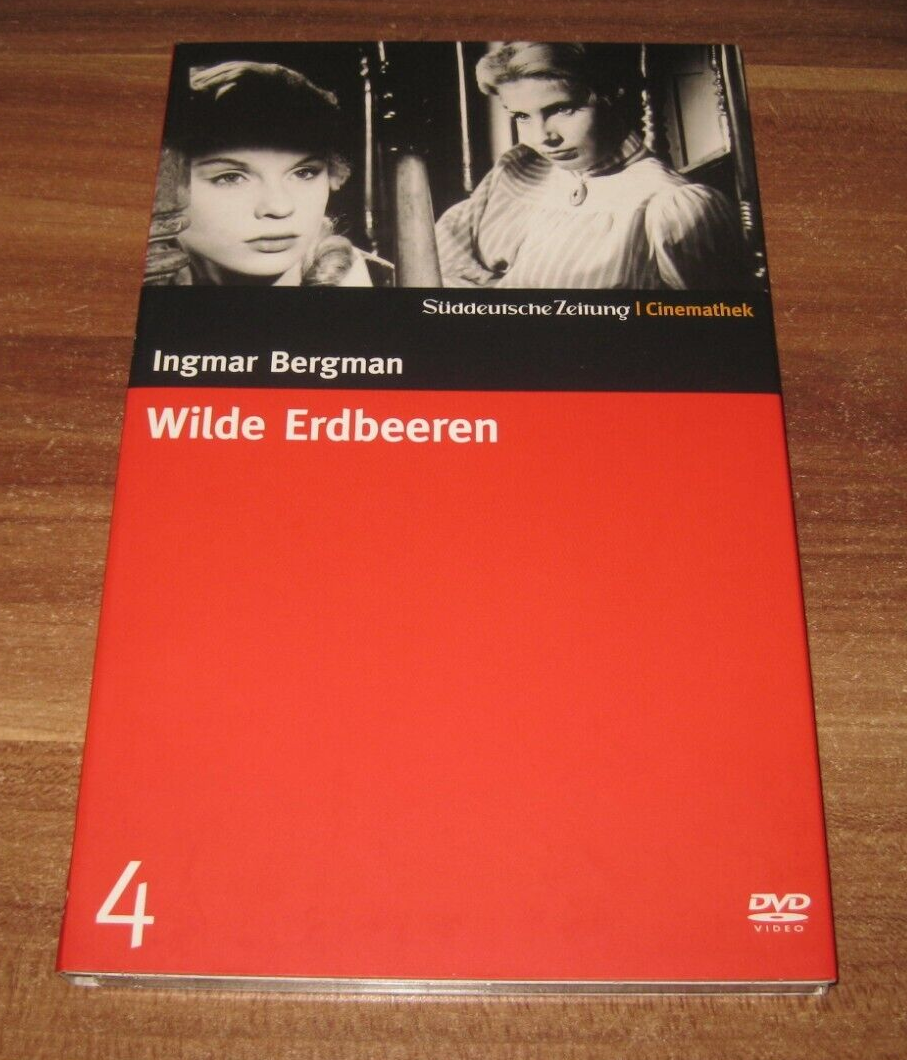 Süddeutsche Zeitung | Cinemathek
Ingmar Bergman
Wilde Erdbeeren
4
DVD
VIDEO